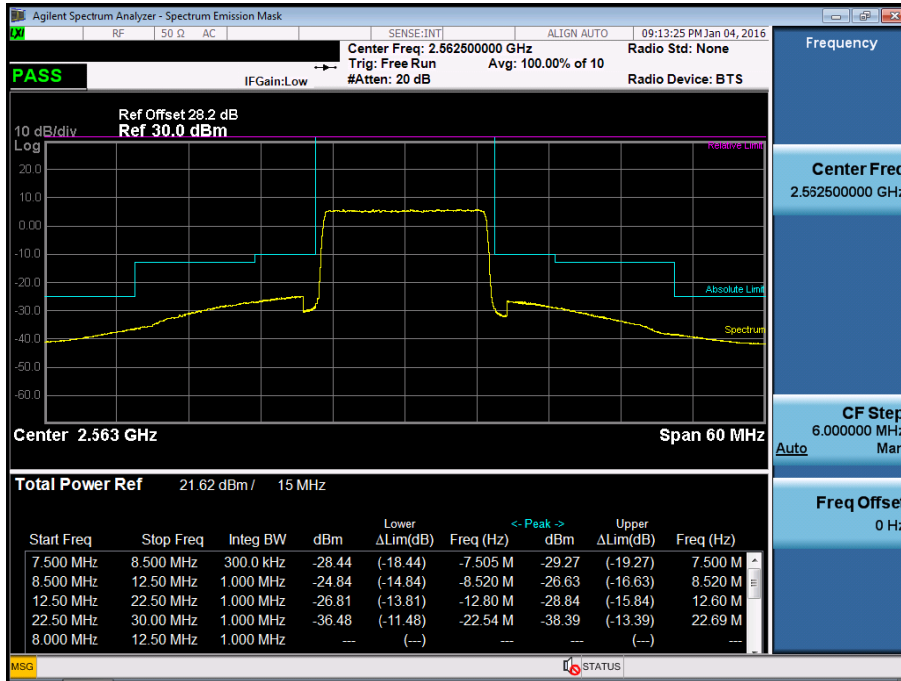 Agilent Spectrum Analyzer - Spectrum Emission Mask
LXI RF 50 Ω AC SENSE:INT ALIGN AUTO 09:13:25 PM Jan 04, 2016
Center Freq: 2.562500000 GHz Radio Std: None
Trig: Free Run Avg: 100.00% of 10
PASS IFGain:Low #Atten: 20 dB Radio Device: BTS
Frequency
Ref Offset 28.2 dB
10 dB/div Ref 30.0 dBm
Log
Relative Limit
20.0
10.0
0.00
-10.0
-20.0
Absolute Limit
-30.0
Spectrum
-40.0
-50.0
-60.0
Center 2.563 GHz Span 60 MHz
Center Freq
2.562500000 GHz
CF Step
6.000000 MHz
Auto Man
Freq Offset
0 Hz
Total Power Ref 21.62 dBm / 15 MHz
Lower <- Peak -> Upper
Start Freq Stop Freq Integ BW dBm ΔLim(dB) Freq (Hz) dBm ΔLim(dB) Freq (Hz)
7.500 MHz 8.500 MHz 300.0 kHz -28.44 (-18.44) -7.505 M -29.27 (-19.27) 7.500 M
8.500 MHz 12.50 MHz 1.000 MHz -24.84 (-14.84) -8.520 M -26.63 (-16.63) 8.520 M
12.50 MHz 22.50 MHz 1.000 MHz -26.81 (-13.81) -12.80 M -28.84 (-15.84) 12.60 M
22.50 MHz 30.00 MHz 1.000 MHz -36.48 (-11.48) -22.54 M -38.39 (-13.39) 22.69 M
8.000 MHz 12.50 MHz 1.000 MHz --- (---) --- --- (---) ---
MSG STATUS